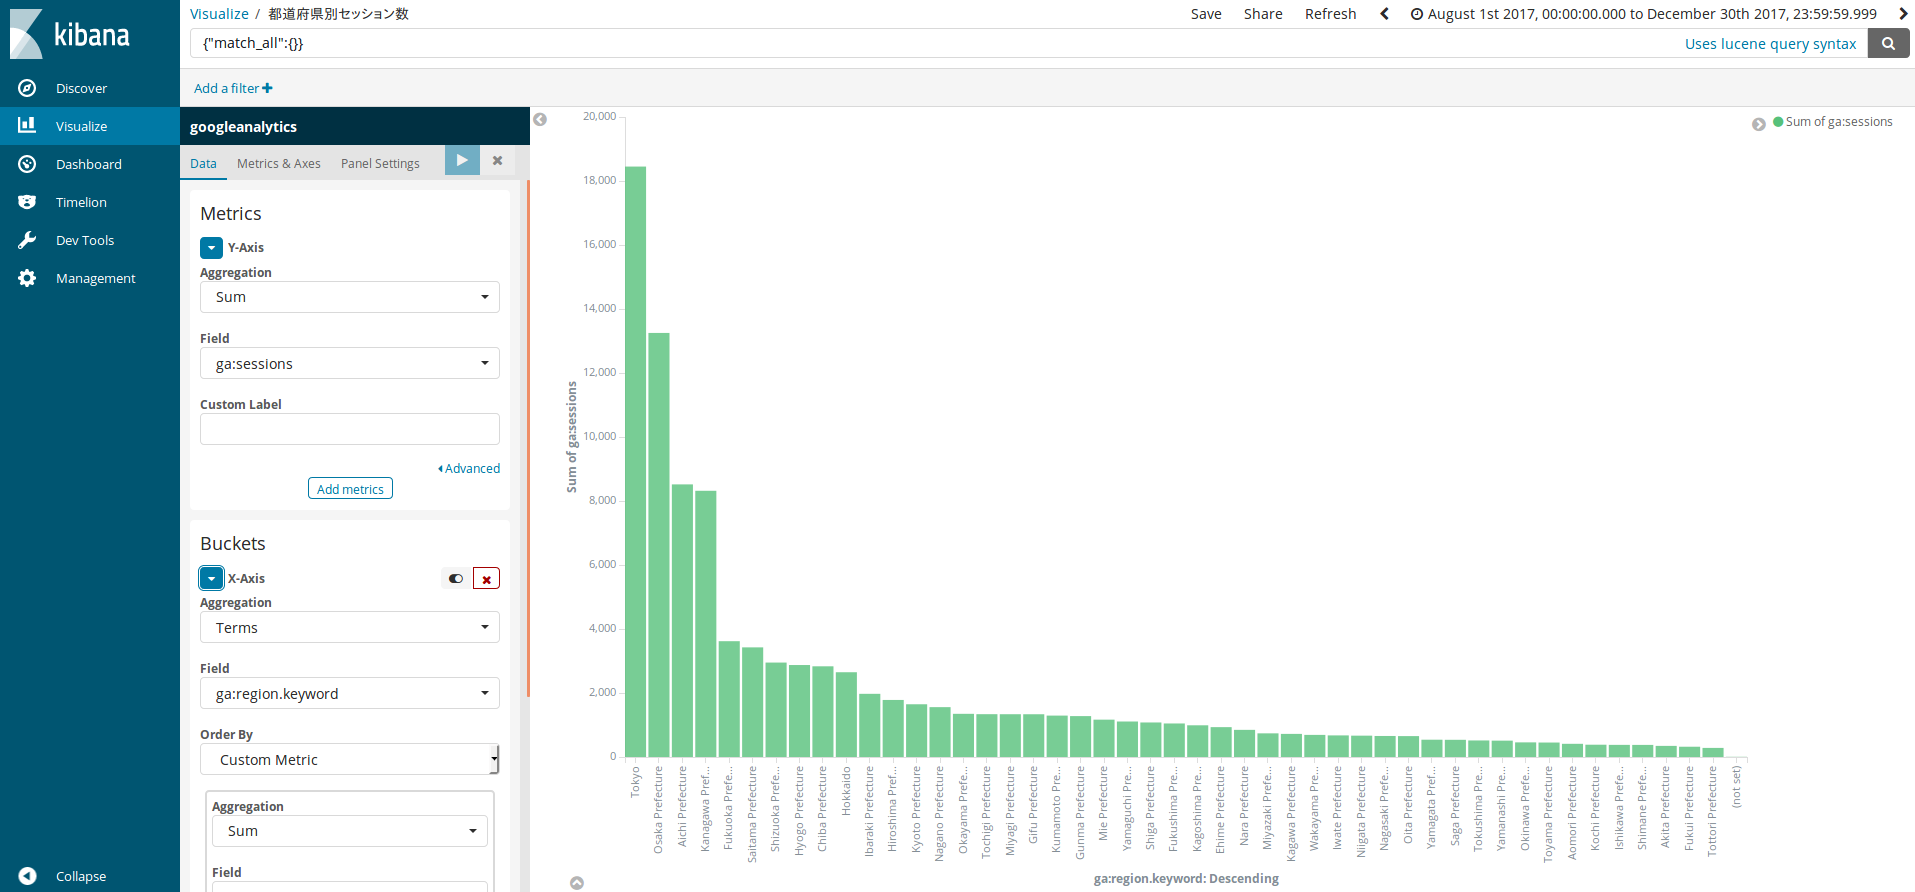 kibana
Discover
Visualize
Dashboard
Timelion
Dev Tools
Management
Collapse
Visualize / 都道府県別セッション数
Save Share Refresh August 1st 2017, 00:00:00.000 to December 30th 2017, 23:59:59.999
{"match_all":{}}
Uses lucene query syntax
Add a filter
googleanalytics
Data Metrics & Axes Panel Settings
Metrics
Y-Axis
Aggregation
Sum
Field
ga:sessions
Custom Label
Advanced
Add metrics
Buckets
X-Axis
Aggregation
Terms
Field
ga:region.keyword
Order By
Custom Metric
Aggregation
Sum
Field
Sum of ga:sessions
20,000
18,000
16,000
14,000
12,000
10,000
8,000
6,000
4,000
2,000
0
Sum of ga:sessions
Tokyo
Osaka Prefecture
Aichi Prefecture
Kanagawa Pref...
Fukuoka Prefe...
Saitama Prefecture
Shizuoka Prefe...
Hyogo Prefecture
Chiba Prefecture
Hokkaido
Ibaraki Prefecture
Hiroshima Pref...
Kyoto Prefecture
Nagano Prefecture
Okayama Prefe...
Tochigi Prefecture
Miyagi Prefecture
Gifu Prefecture
Kumamoto Pre...
Gunma Prefecture
Mie Prefecture
Yamaguchi Pre...
Shiga Prefecture
Fukushima Pre...
Kagoshima Pre...
Ehime Prefecture
Nara Prefecture
Miyazaki Prefe...
Kagawa Prefecture
Wakayama Pre...
Iwate Prefecture
Niigata Prefecture
Nagasaki Prefe...
Oita Prefecture
Yamagata Pref...
Saga Prefecture
Tokushima Pre...
Yamanashi Pre...
Okinawa Prefe...
Toyama Prefecture
Aomori Prefecture
Kochi Prefecture
Ishikawa Prefe...
Shimane Prefe...
Akita Prefecture
Fukui Prefecture
Tottori Prefecture
(not set)
ga:region.keyword: Descending